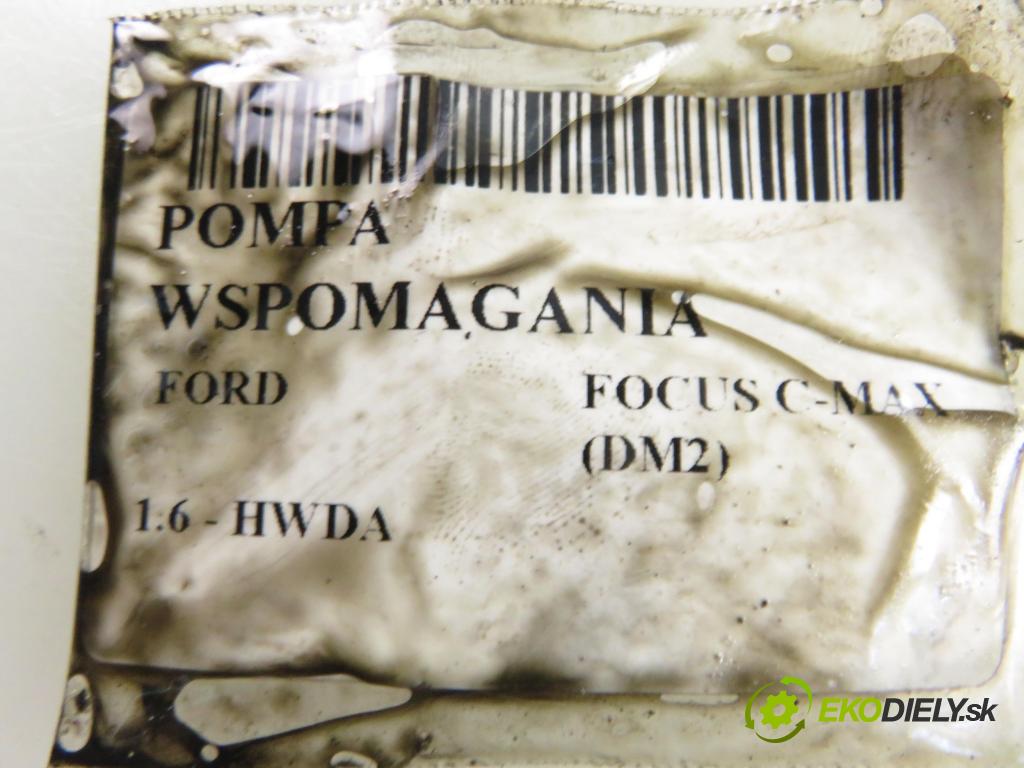 POMPA
WSPOMAGANIA
FORD FOCUS C-MAX
(DM2)
1.6 - HWDA
EKODIELY.sk